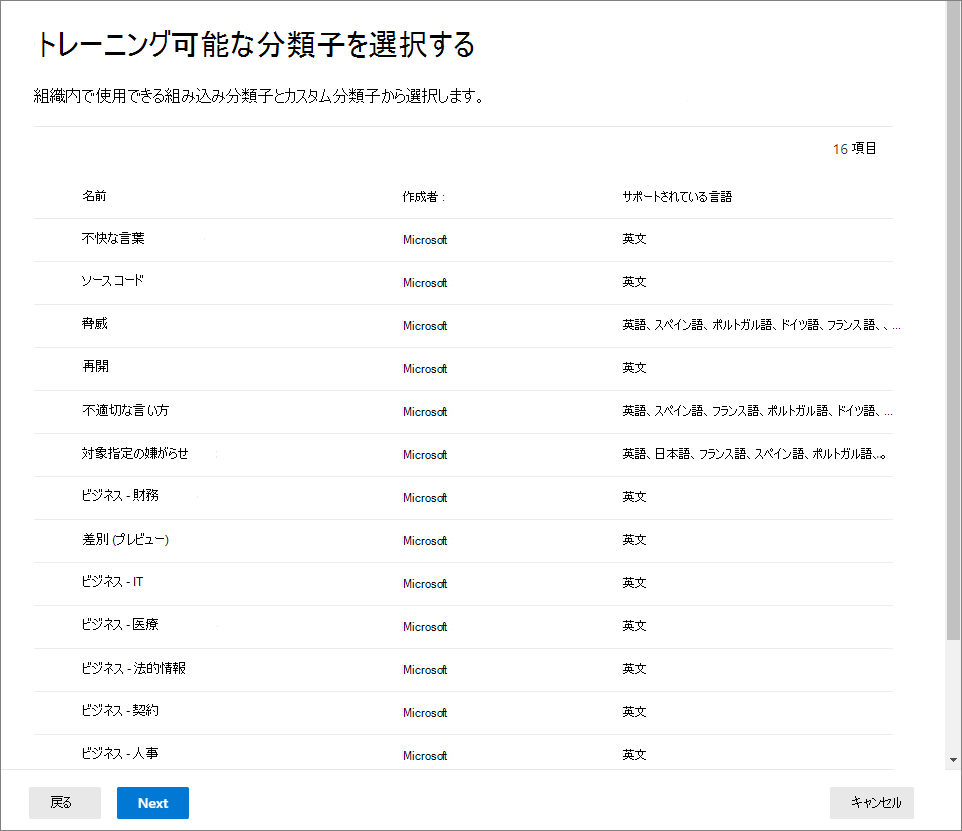 トレーニング可能な分類子を選択する
組織内で使用できる組み込み分類子とカスタム分類子から選択します。
16 項目
名前 作成者 : サポートされている言語
不快な言葉 Microsoft 英文
ソース コード Microsoft 英文
脅威 Microsoft 英語、スペイン語、ポルトガル語、ドイツ語、フランス語、、...
再開 Microsoft 英文
不適切な言い方 Microsoft 英語、スペイン語、フランス語、ポルトガル語、ドイツ語、...
対象指定の嫌がらせ Microsoft 英語、日本語、フランス語、スペイン語、ポルトガル語、..。
ビジネス - 財務 Microsoft 英文
差別 (プレビュー) Microsoft 英文
ビジネス - IT Microsoft 英文
ビジネス - 医療 Microsoft 英文
ビジネス - 法的情報 Microsoft 英文
ビジネス - 契約 Microsoft 英文
ビジネス - 人事 Microsoft 英文
戻る Next キャンセル